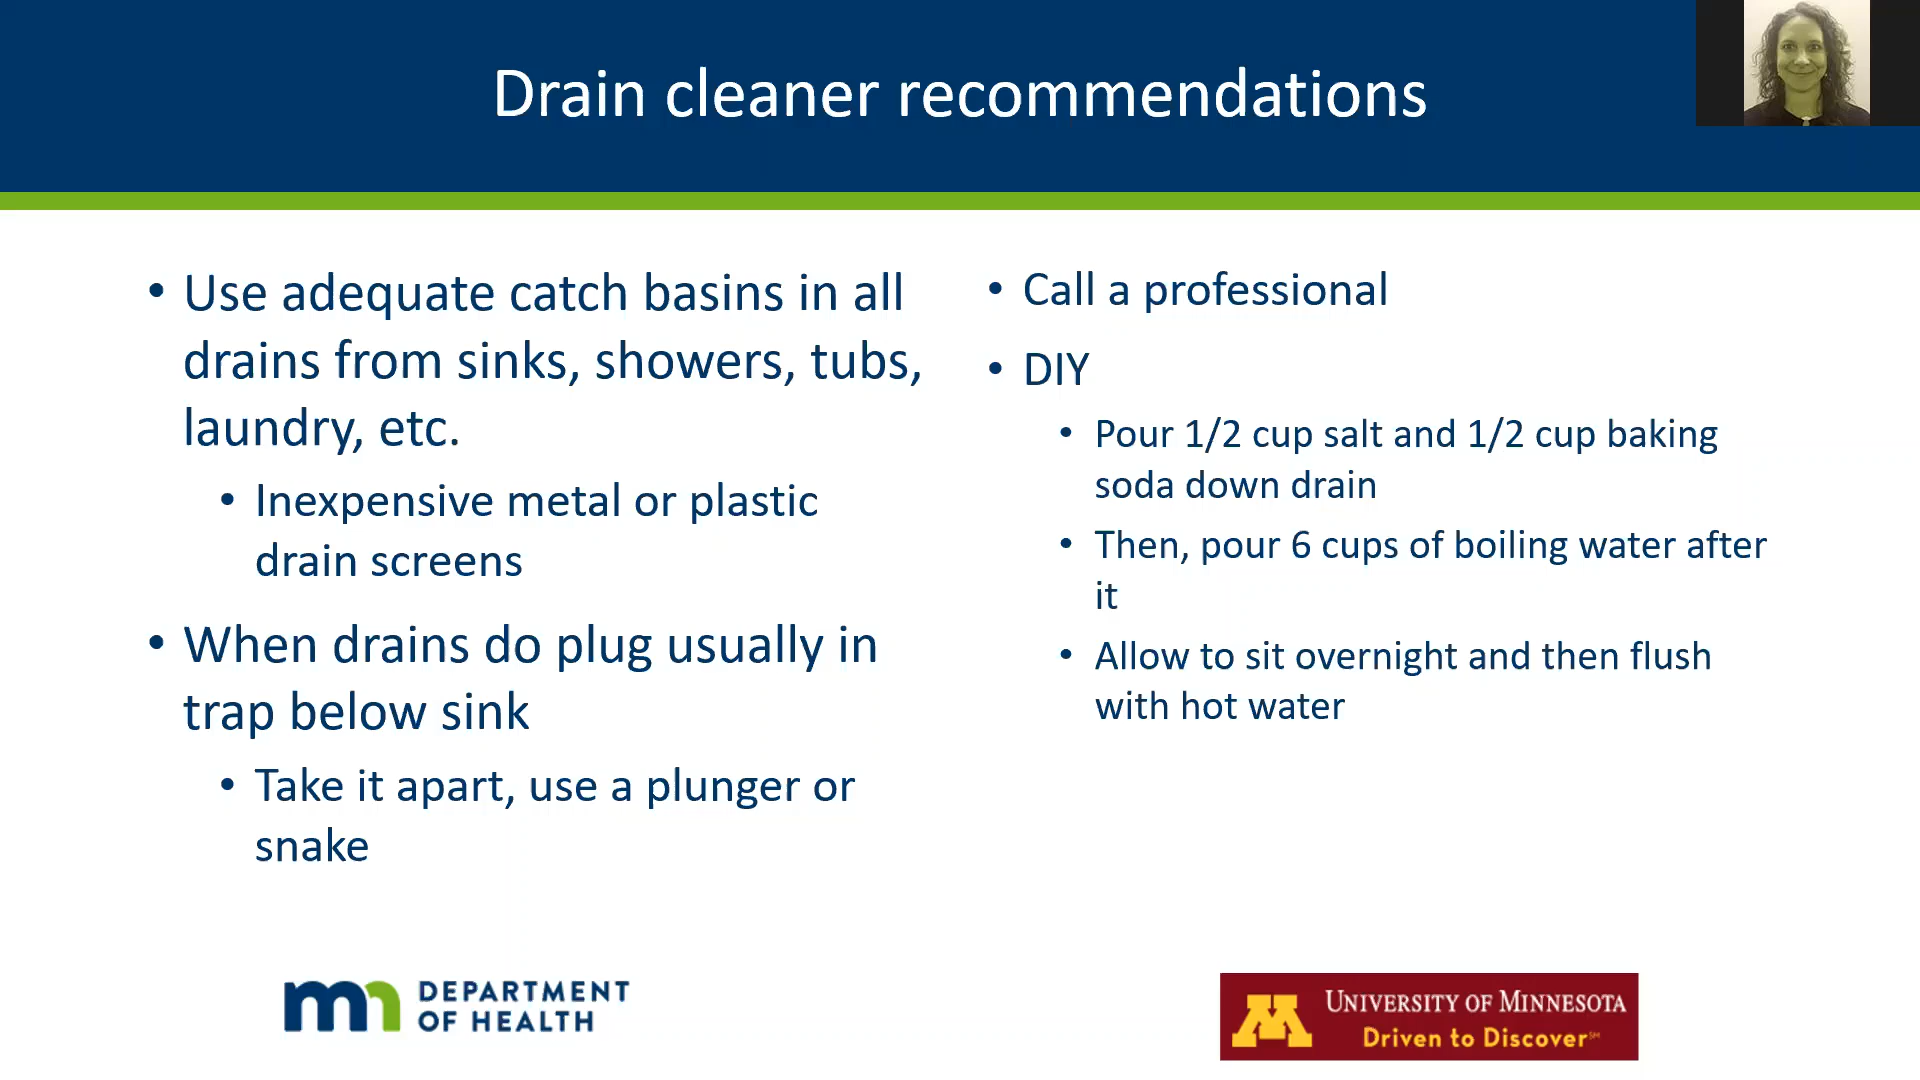 Drain cleaner recommendations
• Use adequate catch basins in all
drains from sinks, showers, tubs,
laundry, etc.
• Inexpensive metal or plastic
drain screens
• When drains do plug usually in
trap below sink
• Take it apart, use a plunger or
snake
• Call a professional
• DIY
• Pour 1/2 cup salt and 1/2 cup baking
soda down drain
• Then, pour 6 cups of boiling water after
it
• Allow to sit overnight and then flush
with hot water
mn DEPARTMENT
OF HEALTH
M UNIVERSITY OF MINNESOTA
Driven to Discover℠